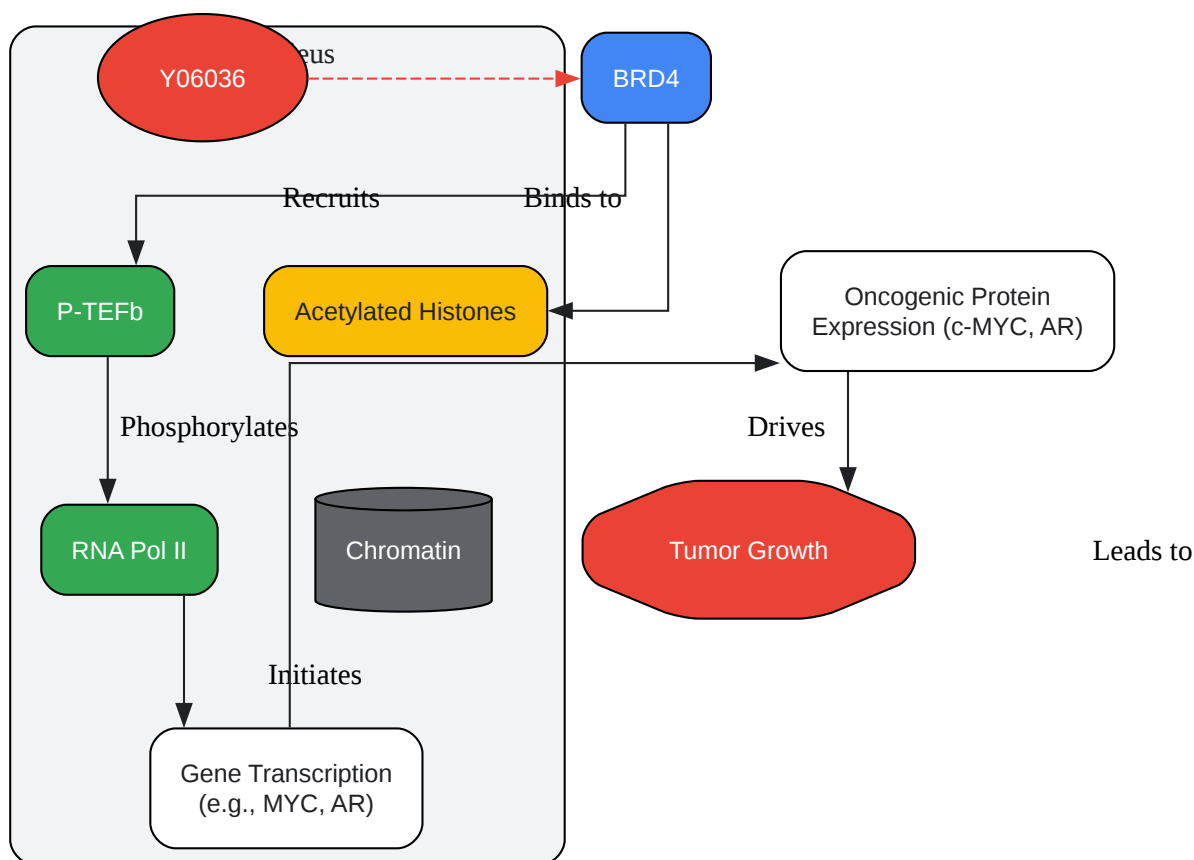 Y06036
eus
BRD4
Recruits
Binds to
P-TEFb
Acetylated Histones
Oncogenic Protein
Expression (c-MYC, AR)
Phosphorylates
Drives
RNA Pol II
Chromatin
Tumor Growth
Leads to
Initiates
Gene Transcription
(e.g., MYC, AR)